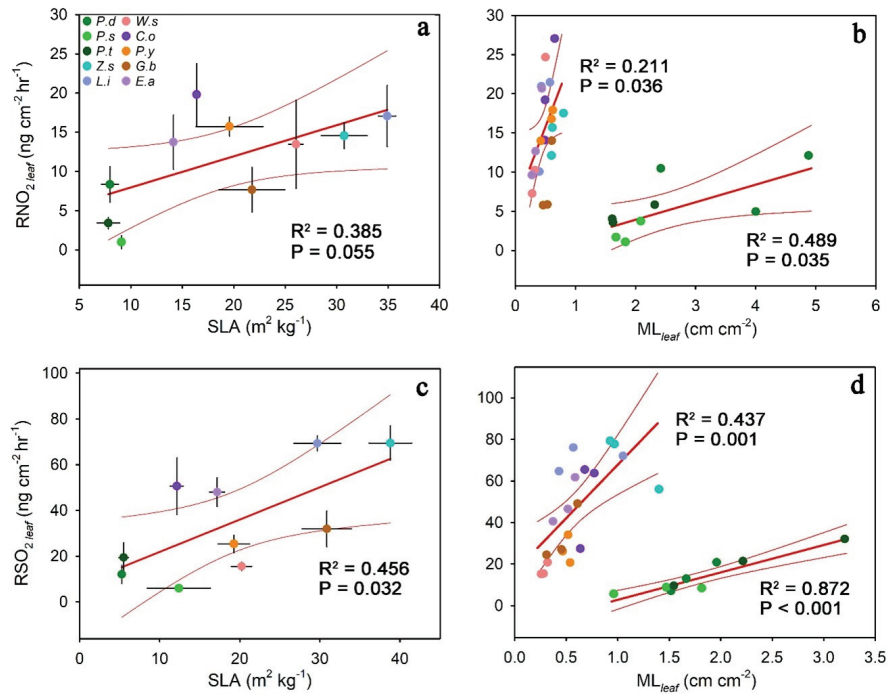 a
P.d W.s
P.s C.o
P.t P.y
Z.s G.b
L.i E.a
RNO2 leaf (ng cm-2 hr-1)
30
25
20
15
10
5
0
R² = 0.385
P = 0.055
5 10 15 20 25 30 35 40
SLA (m² kg-1)
b
30
25
20
15
10
5
0
R² = 0.211
P = 0.036
R² = 0.489
P = 0.035
0 1 2 3 4 5 6
MLleaf (cm cm-2)
c
RSO2 leaf (ng cm-2 hr-1)
100
80
60
40
20
0
R² = 0.456
P = 0.032
10 20 30 40
SLA (m² kg-1)
d
100
80
60
40
20
0
R² = 0.437
P = 0.001
R² = 0.872
P < 0.001
0.0 0.5 1.0 1.5 2.0 2.5 3.0 3.5
MLleaf (cm cm-2)